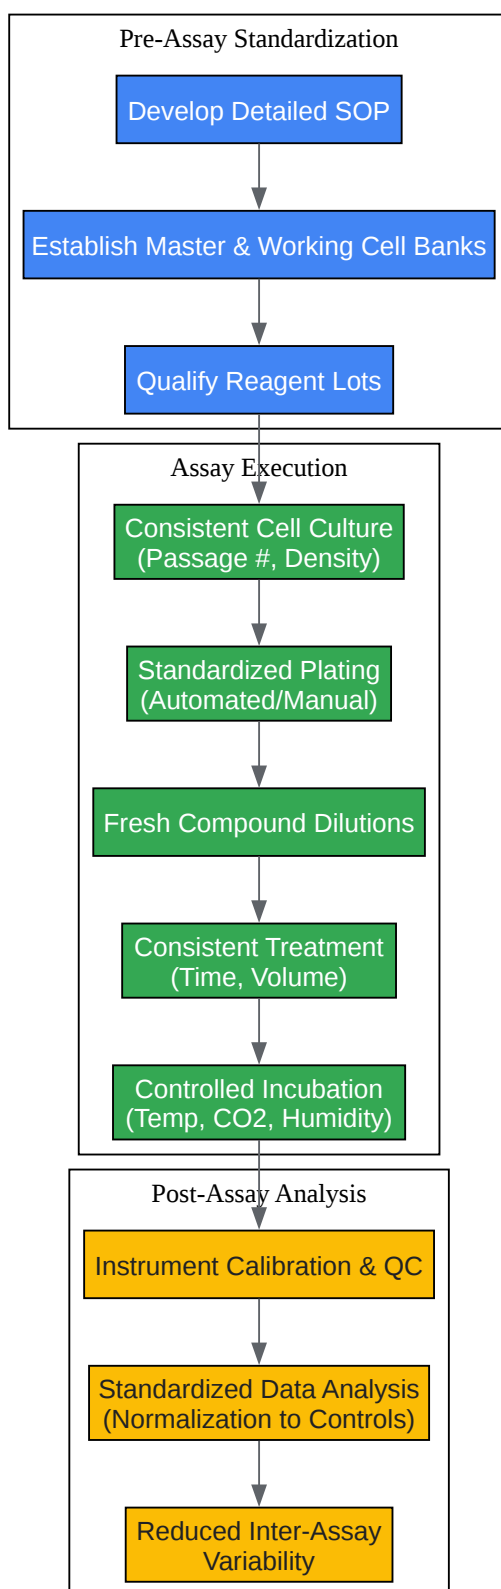 Pre-Assay Standardization
Develop Detailed SOP
Establish Master & Working Cell Banks
Qualify Reagent Lots
Assay Execution
Consistent Cell Culture
(Passage #, Density)
Standardized Plating
(Automated/Manual)
Fresh Compound Dilutions
Consistent Treatment
(Time, Volume)
Controlled Incubation
(Temp, CO2, Humidity)
Post-Assay Analysis
Instrument Calibration & QC
Standardized Data Analysis
(Normalization to Controls)
Reduced Inter-Assay
Variability